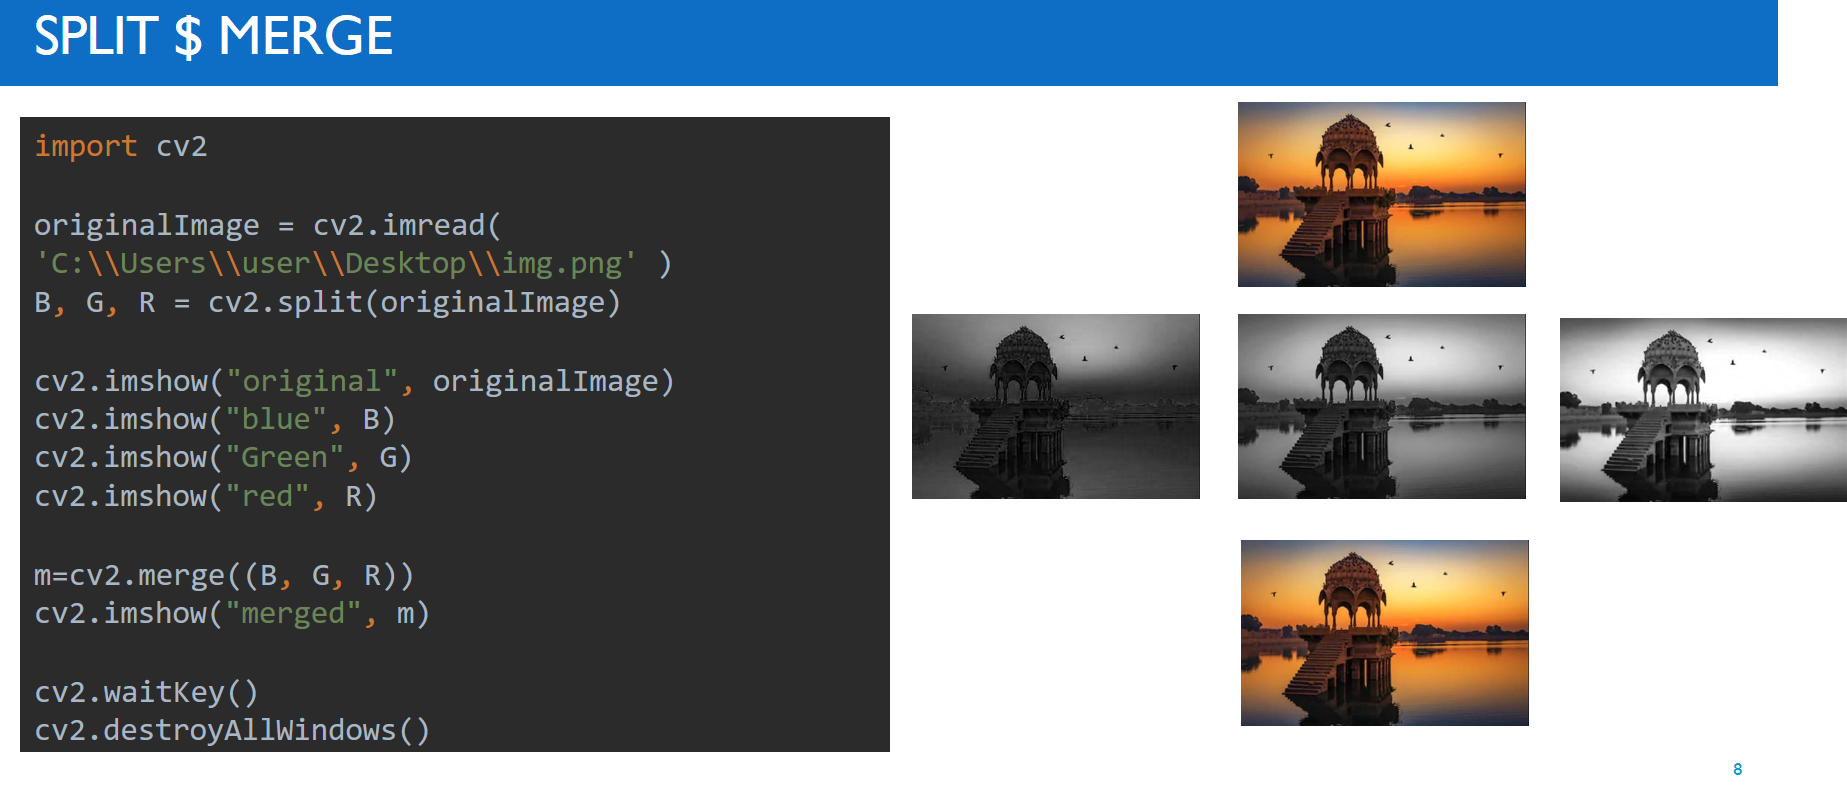 SPLIT $ MERGE
import cv2
originalImage = cv2.imread(
'C:\\Users\\user\\Desktop\\img.png' )
B, G, R = cv2.split(originalImage)
cv2.imshow("original", originalImage)
cv2.imshow("blue", B)
cv2.imshow("Green", G)
cv2.imshow("red", R)
m=cv2.merge((B, G, R))
cv2.imshow("merged", m)
cv2.waitKey()
cv2.destroyAllWindows()
8